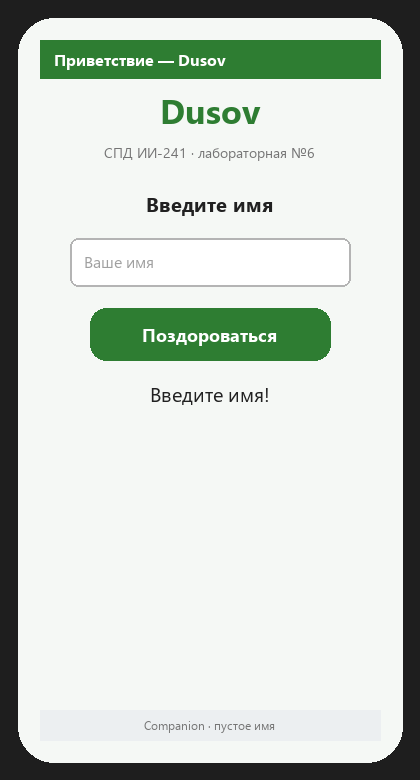 Приветствие — Dusov
Dusov
СПД ИИ-241 · лабораторная №6
Введите имя
Ваше имя
Поздороваться
Введите имя!
Companion · пустое имя